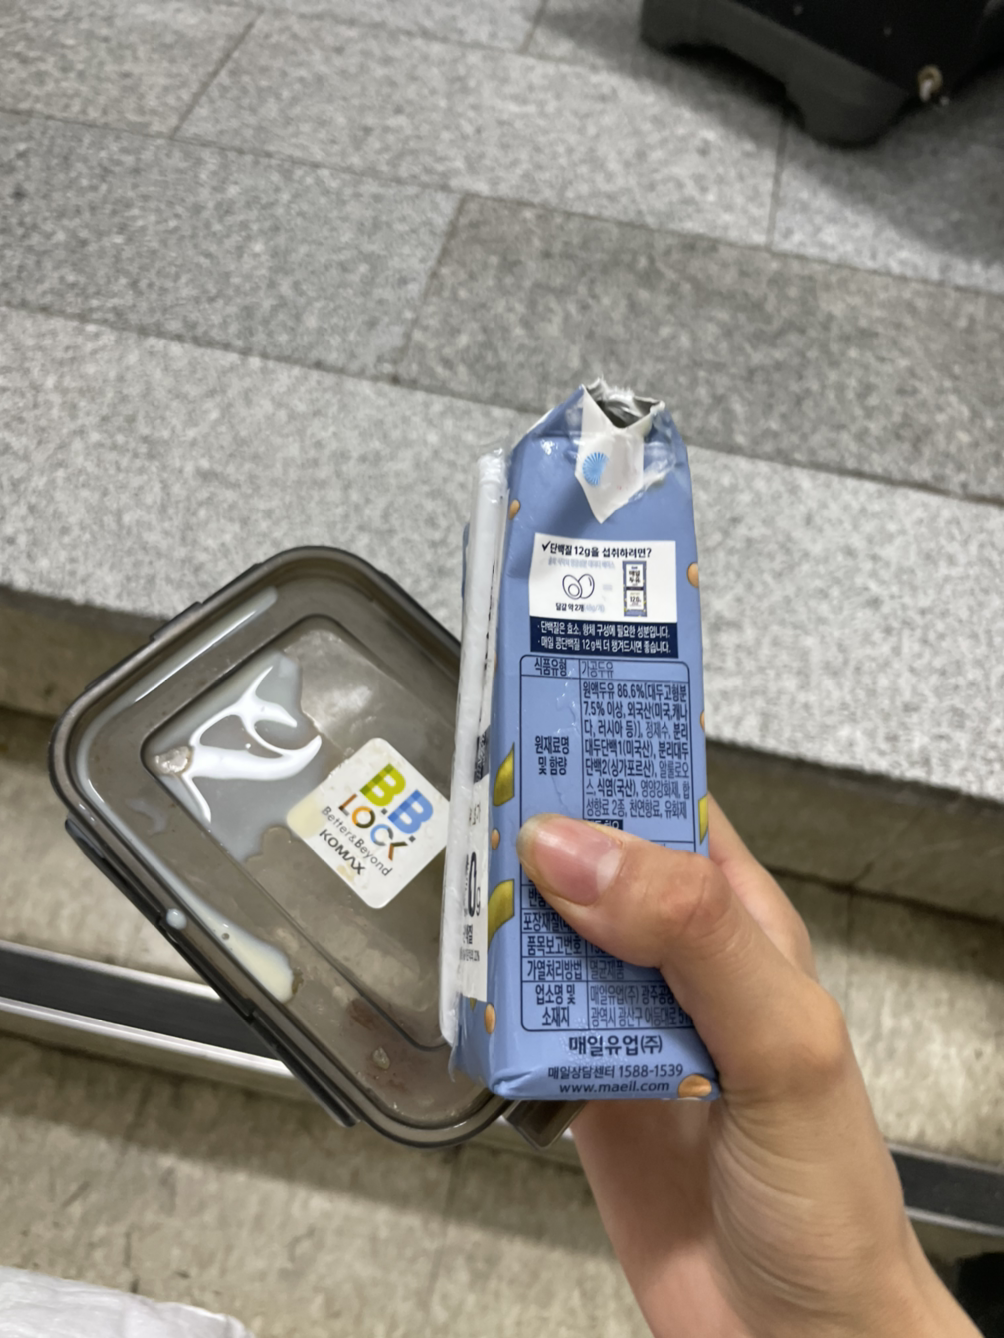 B.B.
LOCK
Better&Beyond
KOMAX
✓단백질 12g을 섭취하려면?
달걀 약 2개
· 단백질은 효소, 항체 구성에 필요한 성분입니다.
· 매일 콩단백질 12g씩 더 챙겨드시면 좋습니다.
식품유형 가공두유
원재료명 및 함량
원액두유 86.6%[대두고형분
7.5% 이상, 외국산(미국,캐나
다, 러시아 등)], 정제수, 분리
대두단백1(미국산), 분리대두
단백2(싱가포르산), 알룰로오
스, 식염(국산), 영양강화제, 합
성향료 2종, 천연향료, 유화제
품목보고번호
가열처리방법 멸균제품
업소명 및 소재지
매일유업(주) 광주공장
매일유업(주)
매일상담센터 1588-1539
www.maeil.com